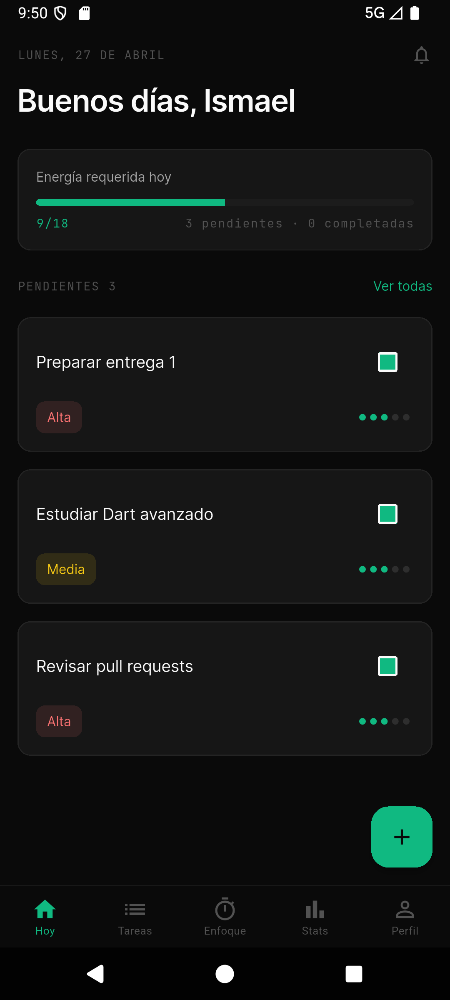 9:50 5G
LUNES, 27 DE ABRIL
Buenos días, Ismael
Energía requerida hoy
9/18 3 pendientes · 0 completadas
PENDIENTES 3 Ver todas
Preparar entrega 1
Alta
Estudiar Dart avanzado
Media
Revisar pull requests
Alta
Hoy Tareas Enfoque Stats Perfil